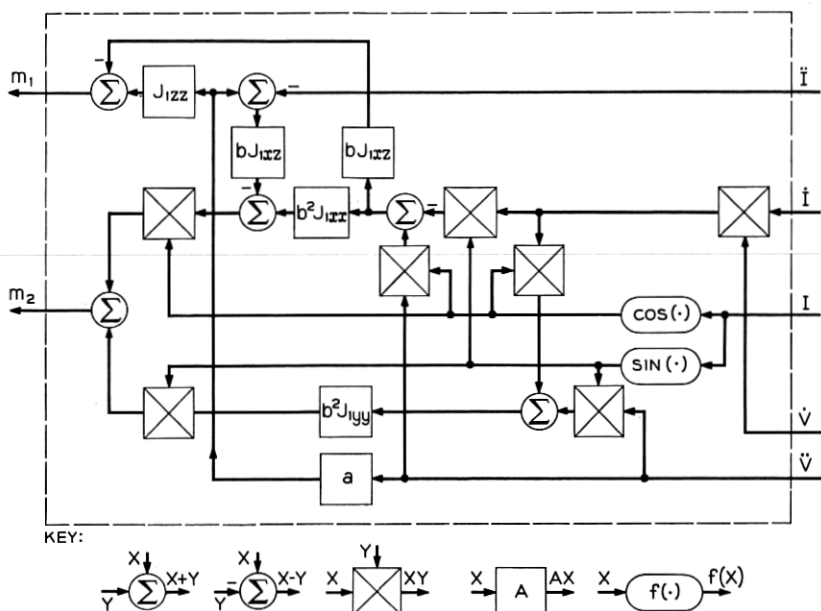 −
m₁
Σ
J₁zz
Σ
−
Ï
bJ₁xz
bJ₁xz
−
Σ
b²J₁xx
Σ
−
İ
m₂
Σ
COS(·)
I
SIN(·)
b²J₁yy
Σ
V̇
a
V̈
KEY:
X
Y
Σ
X+Y
X
Y
−
Σ
X−Y
Y
X
XY
X
A
AX
X
f(·)
f(X)